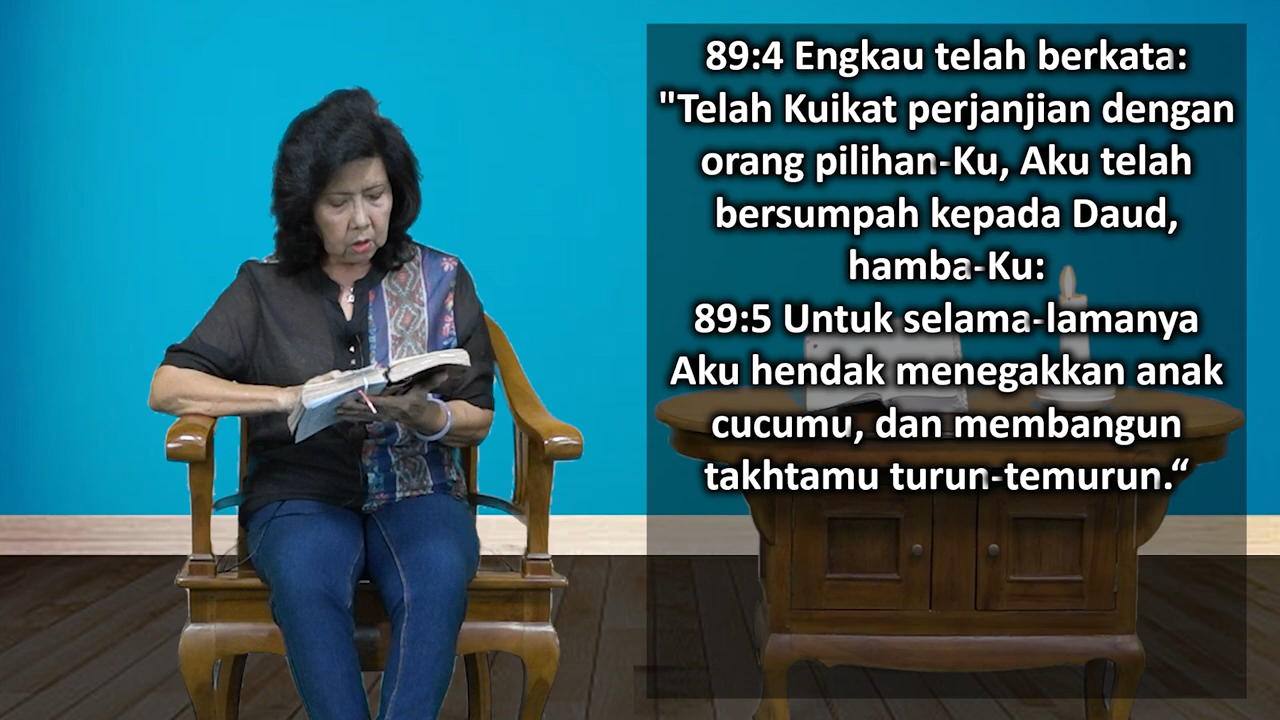 89:4 Engkau telah berkata:
"Telah Kuikat perjanjian dengan
orang pilihan-Ku, Aku telah
bersumpah kepada Daud,
hamba-Ku:
89:5 Untuk selama-lamanya
Aku hendak menegakkan anak
cucumu, dan membangun
takhtamu turun-temurun.“